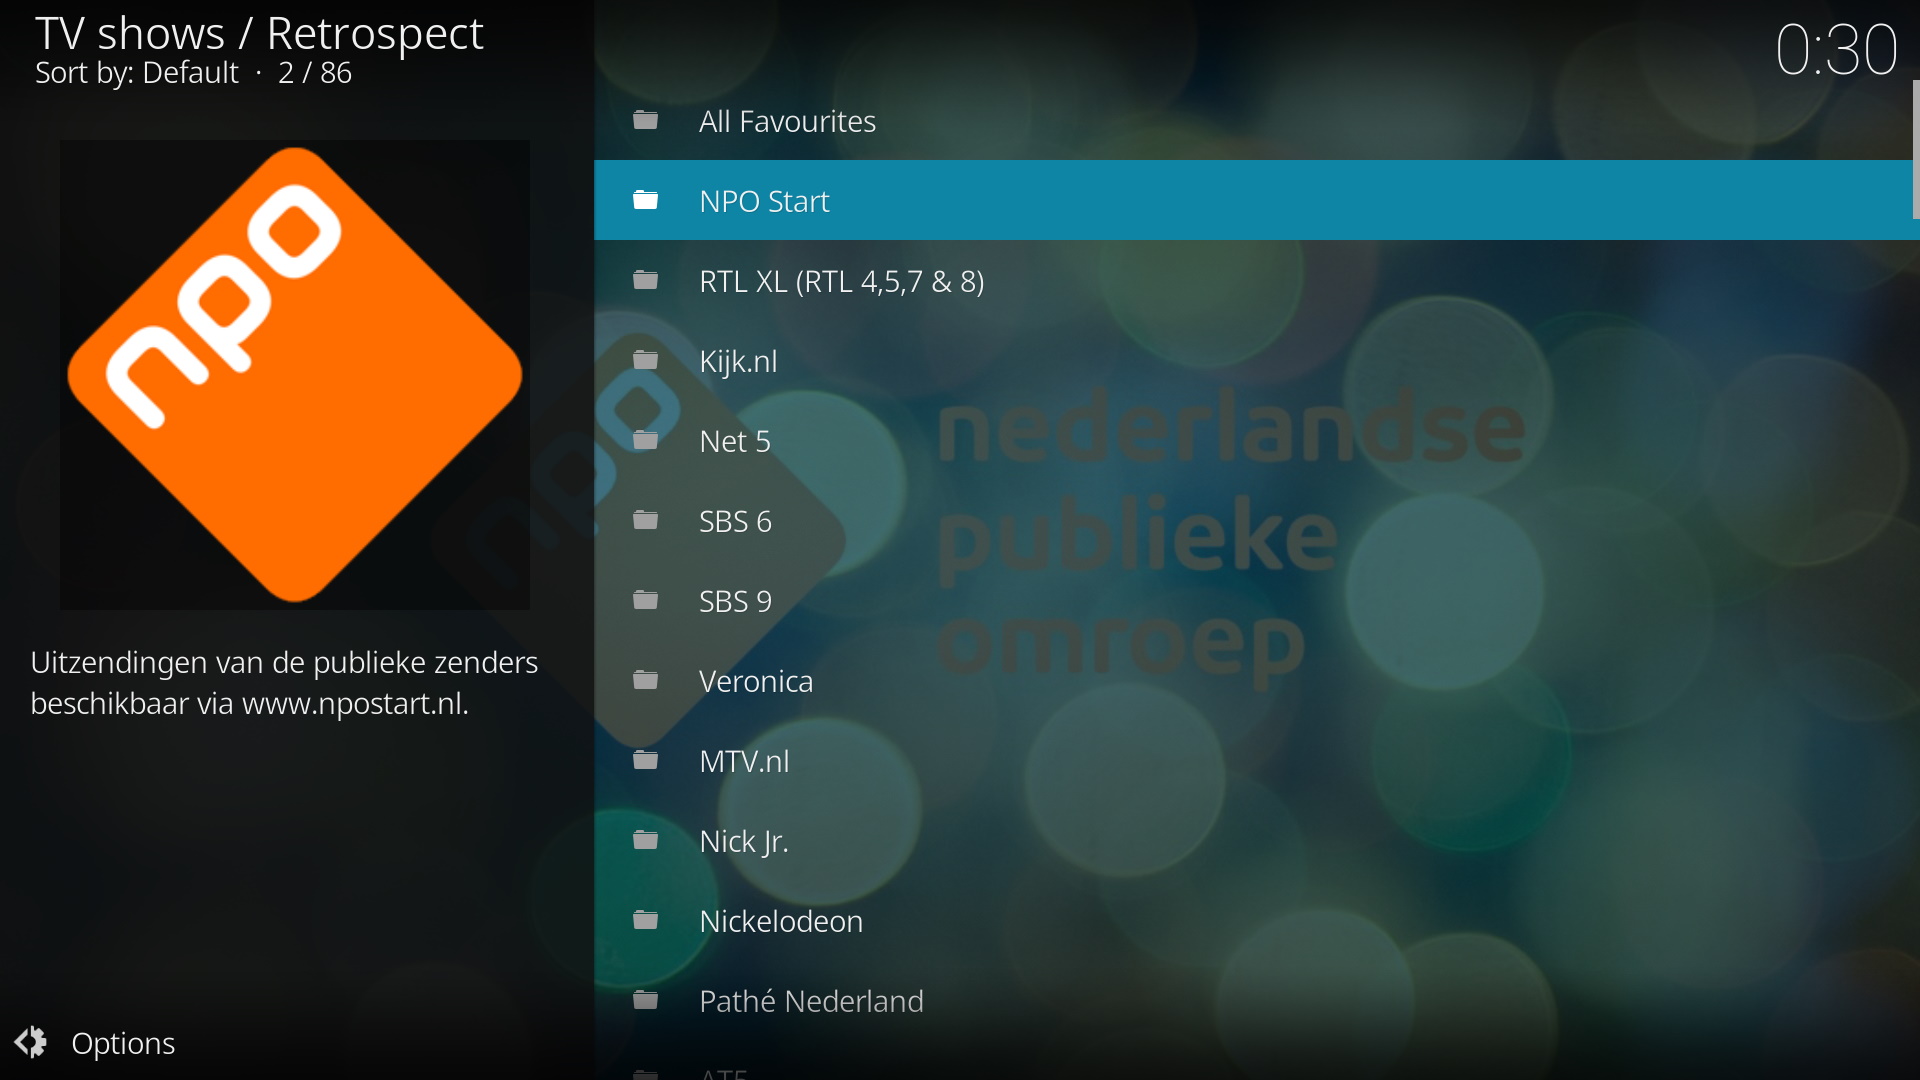 TV shows / Retrospect
Sort by: Default · 2 / 86
0:30
npo
Uitzendingen van de publieke zenders
beschikbaar via www.npostart.nl.
Options
All Favourites
NPO Start
RTL XL (RTL 4,5,7 & 8)
Kijk.nl
Net 5
SBS 6
SBS 9
Veronica
MTV.nl
Nick Jr.
Nickelodeon
Pathé Nederland
AT5
npo
nederlandse
publieke
omroep